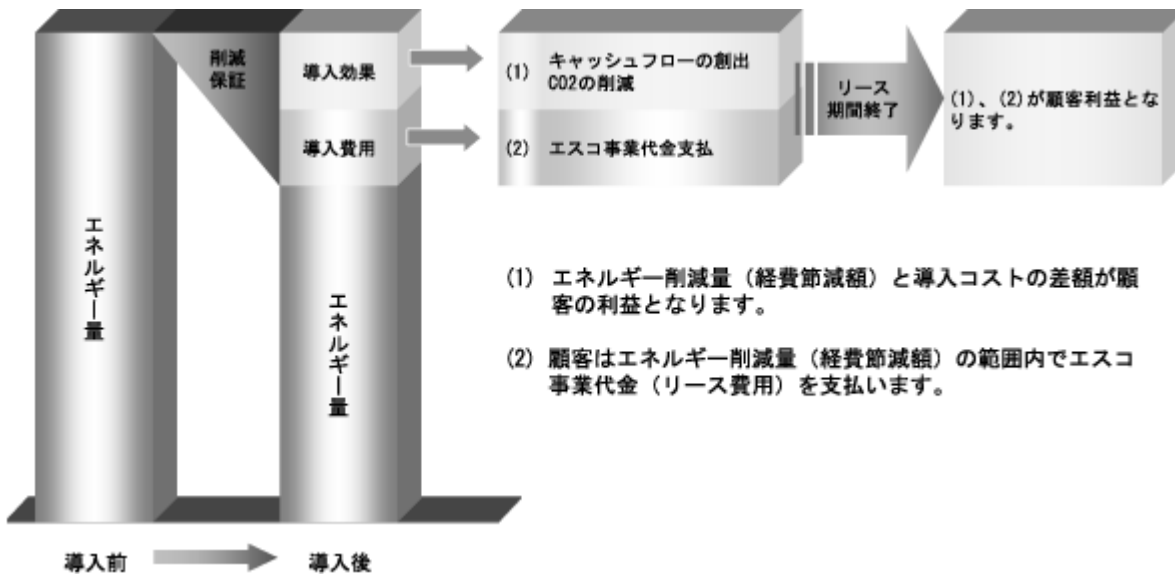 削減
保証
導入効果
導入費用
エネルギー量
エネルギー量
(1) キャッシュフローの創出
CO2の削減
(2) エスコ事業代金支払
リース
期間終了
(1)、(2)が顧客利益とな
ります。
(1) エネルギー削減量（経費節減額）と導入コストの差額が顧
客の利益となります。
(2) 顧客はエネルギー削減量（経費節減額）の範囲内でエスコ
事業代金（リース費用）を支払います。
導入前
導入後